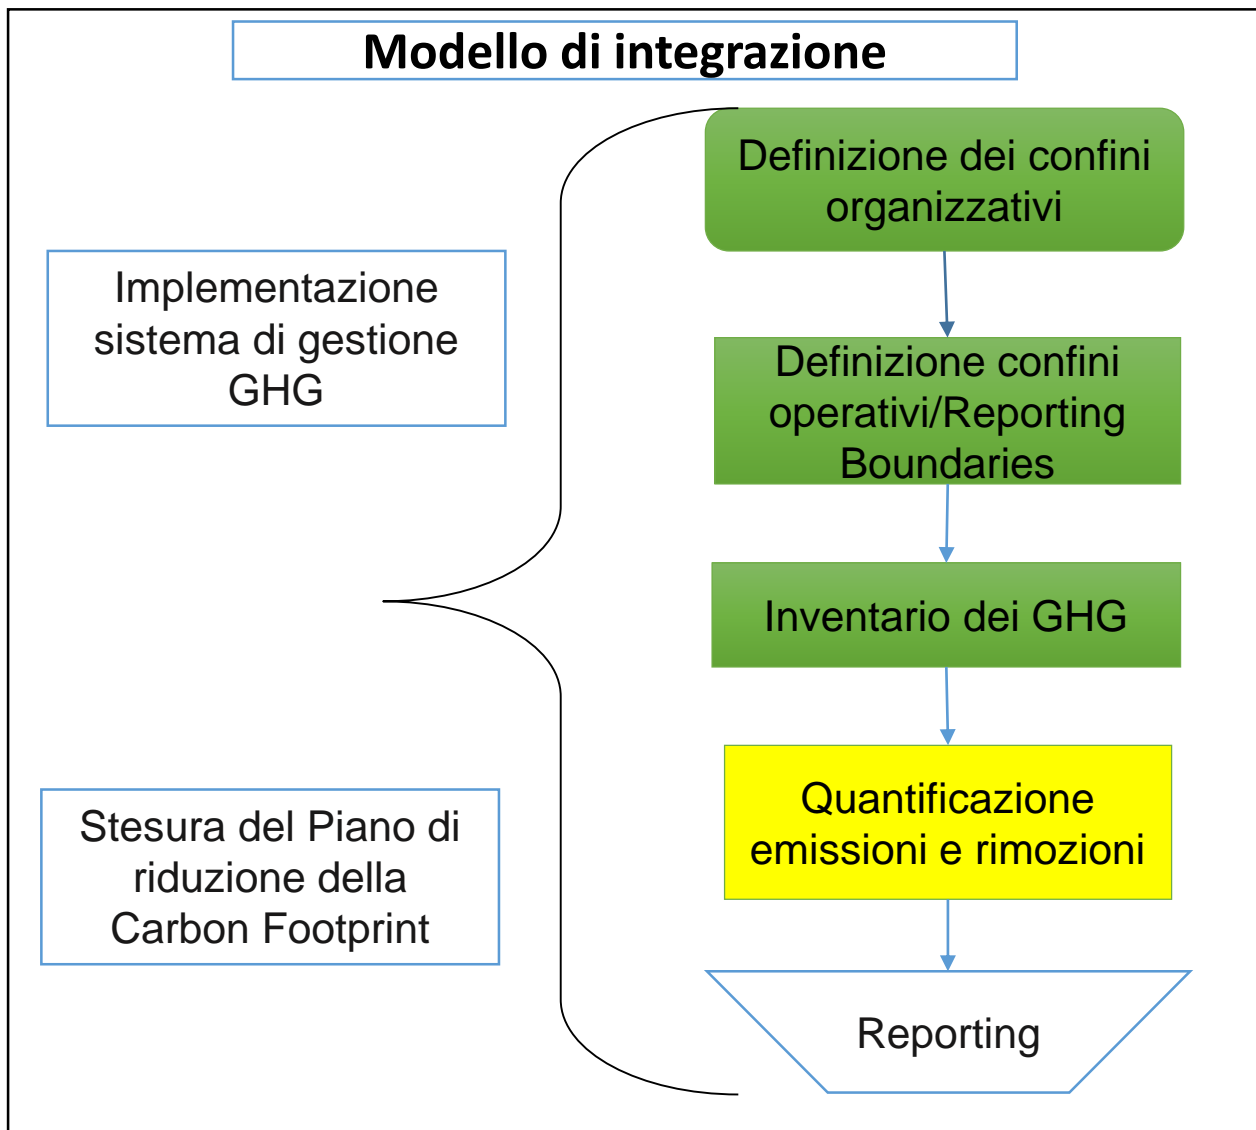 Modello di integrazione
Definizione dei confini
organizzativi
Implementazione
sistema di gestione
GHG
Definizione confini
operativi/Reporting
Boundaries
Inventario dei GHG
Quantificazione
emissioni e rimozioni
Stesura del Piano di
riduzione della
Carbon Footprint
Reporting